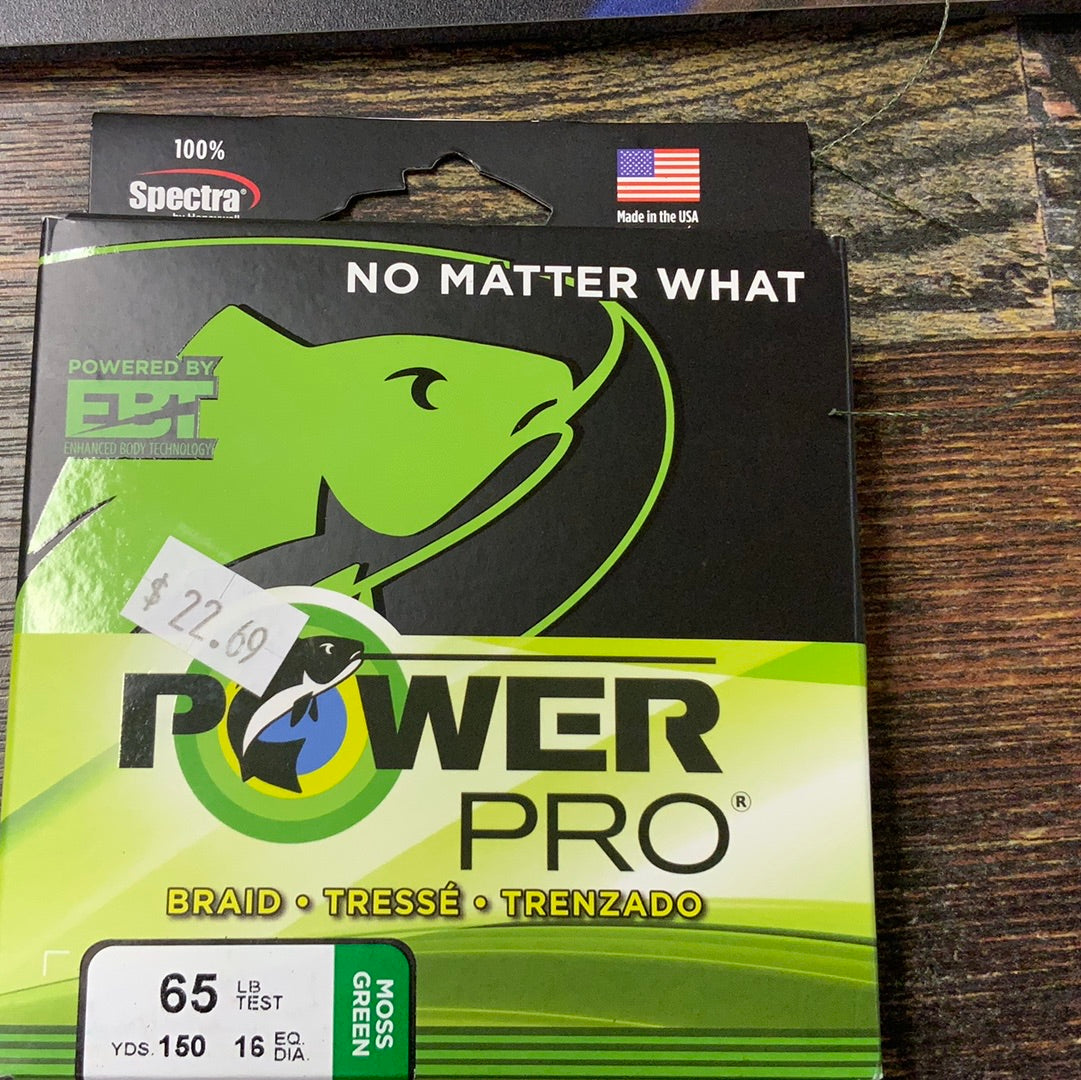 100%
Spectra®
Made in the USA
NO MATTER WHAT
POWERED BY
EBT
ENHANCED BODY TECHNOLOGY
$ 22.69
POWER
PRO®
BRAID • TRESSÉ • TRENZADO
65 LB TEST
YDS. 150 16 EQ. DIA.
MOSS GREEN